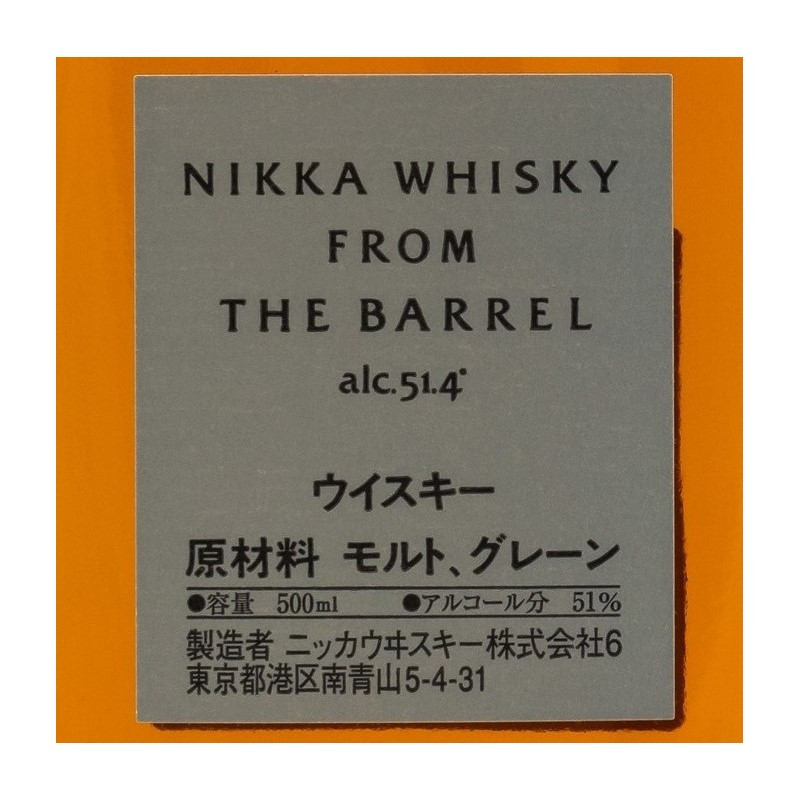 NIKKA WHISKY
FROM
THE BARREL
alc.51.4°
ウイスキー
原材料 モルト、グレーン
●容量 500ml ●アルコール分 51%
製造者 ニッカウヰスキー株式会社6
東京都港区南青山5-4-31